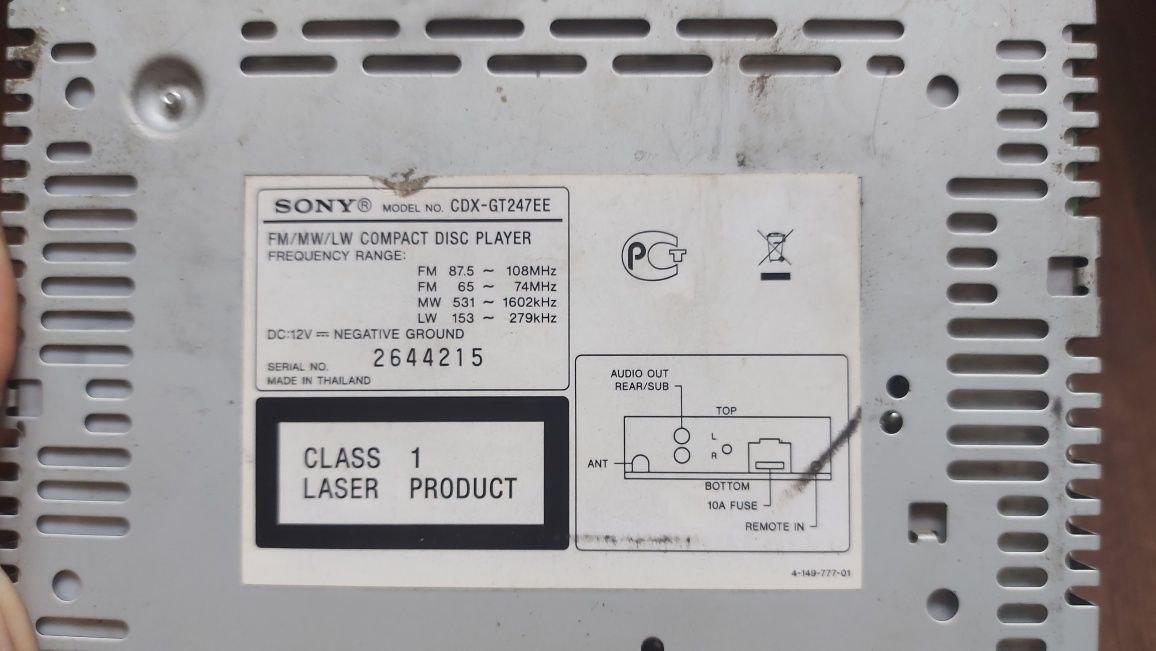 SONY® MODEL NO. CDX-GT247EE
FM/MW/LW COMPACT DISC PLAYER
FREQUENCY RANGE:
FM 87.5 ~ 108MHz
FM 65 ~ 74MHz
MW 531 ~ 1602kHz
LW 153 ~ 279kHz
DC:12V ⎓ NEGATIVE GROUND
SERIAL NO. 2644215
MADE IN THAILAND
CLASS 1
LASER PRODUCT
РСТ
AUDIO OUT
REAR/SUB
TOP
L
R
ANT
BOTTOM
10A FUSE
REMOTE IN
4-149-777-01